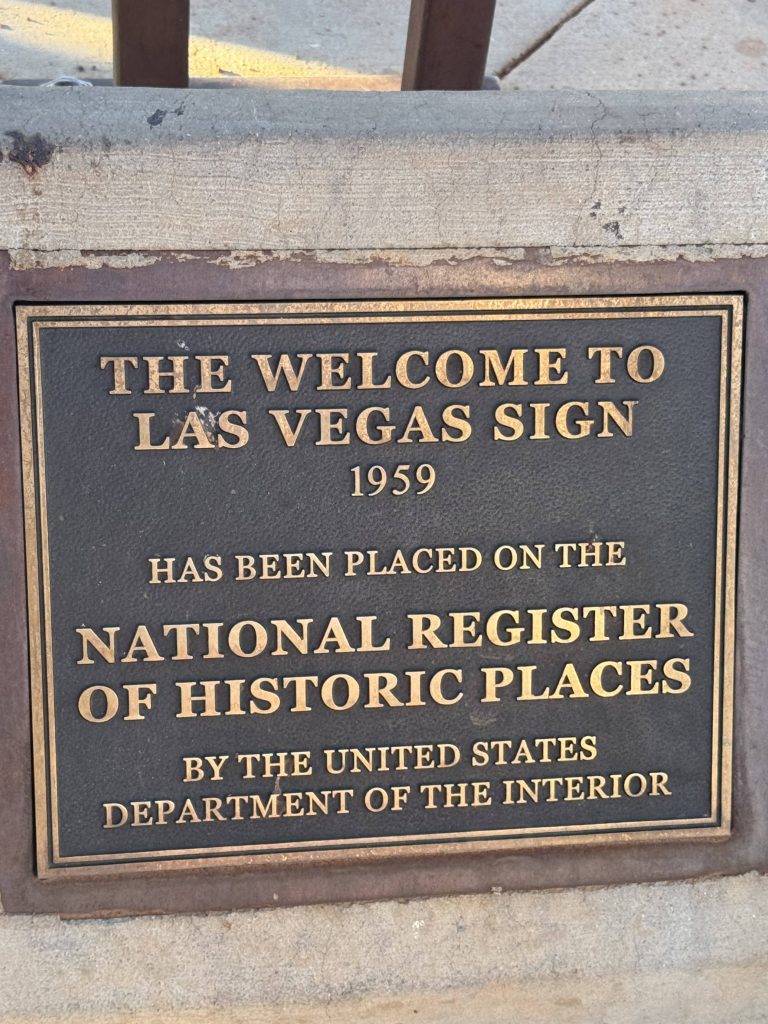 THE WELCOME TO
LAS VEGAS SIGN
1959
HAS BEEN PLACED ON THE
NATIONAL REGISTER
OF HISTORIC PLACES
BY THE UNITED STATES
DEPARTMENT OF THE INTERIOR